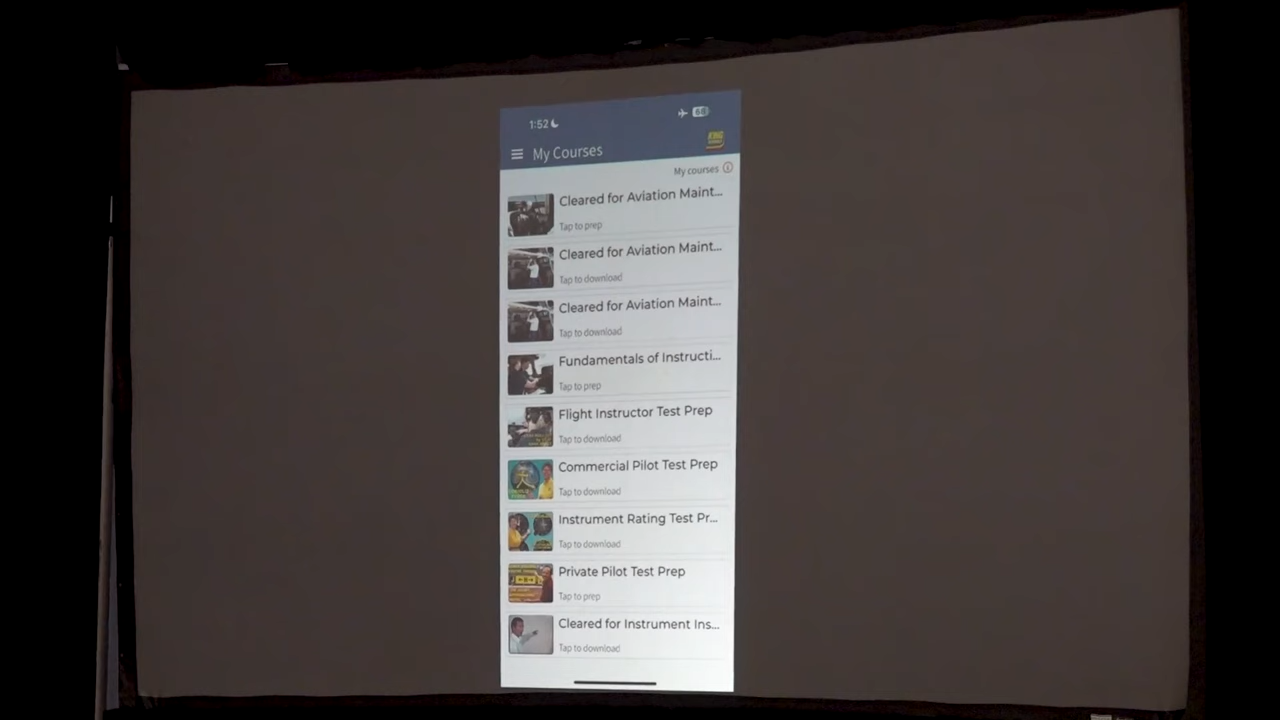 1:52
My Courses
KING
My courses
Cleared for Aviation Maint...
Tap to prep
Cleared for Aviation Maint...
Tap to download
Cleared for Aviation Maint...
Tap to download
Fundamentals of Instructi...
Tap to prep
Flight Instructor Test Prep
Tap to download
Commercial Pilot Test Prep
Tap to download
Instrument Rating Test Pr...
Tap to download
Private Pilot Test Prep
Tap to prep
Cleared for Instrument Ins...
Tap to download